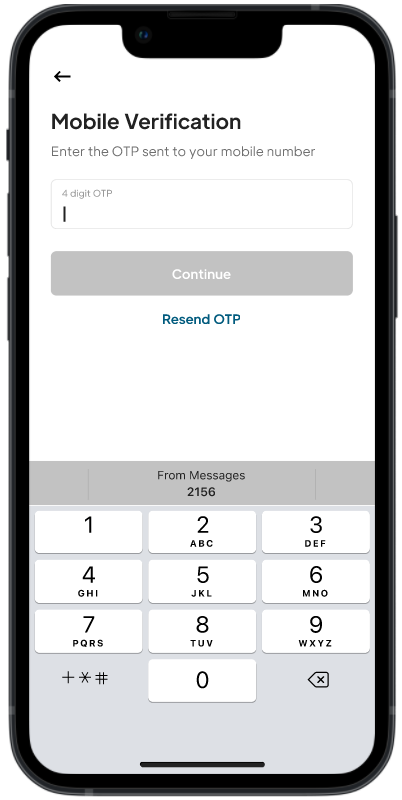 Mobile Verification
Enter the OTP sent to your mobile number
4 digit OTP
Continue
Resend OTP
From Messages
2156
1 2 3
ABC DEF
4 5 6
GHI JKL MNO
7 8 9
PQRS TUV WXYZ
+*# 0